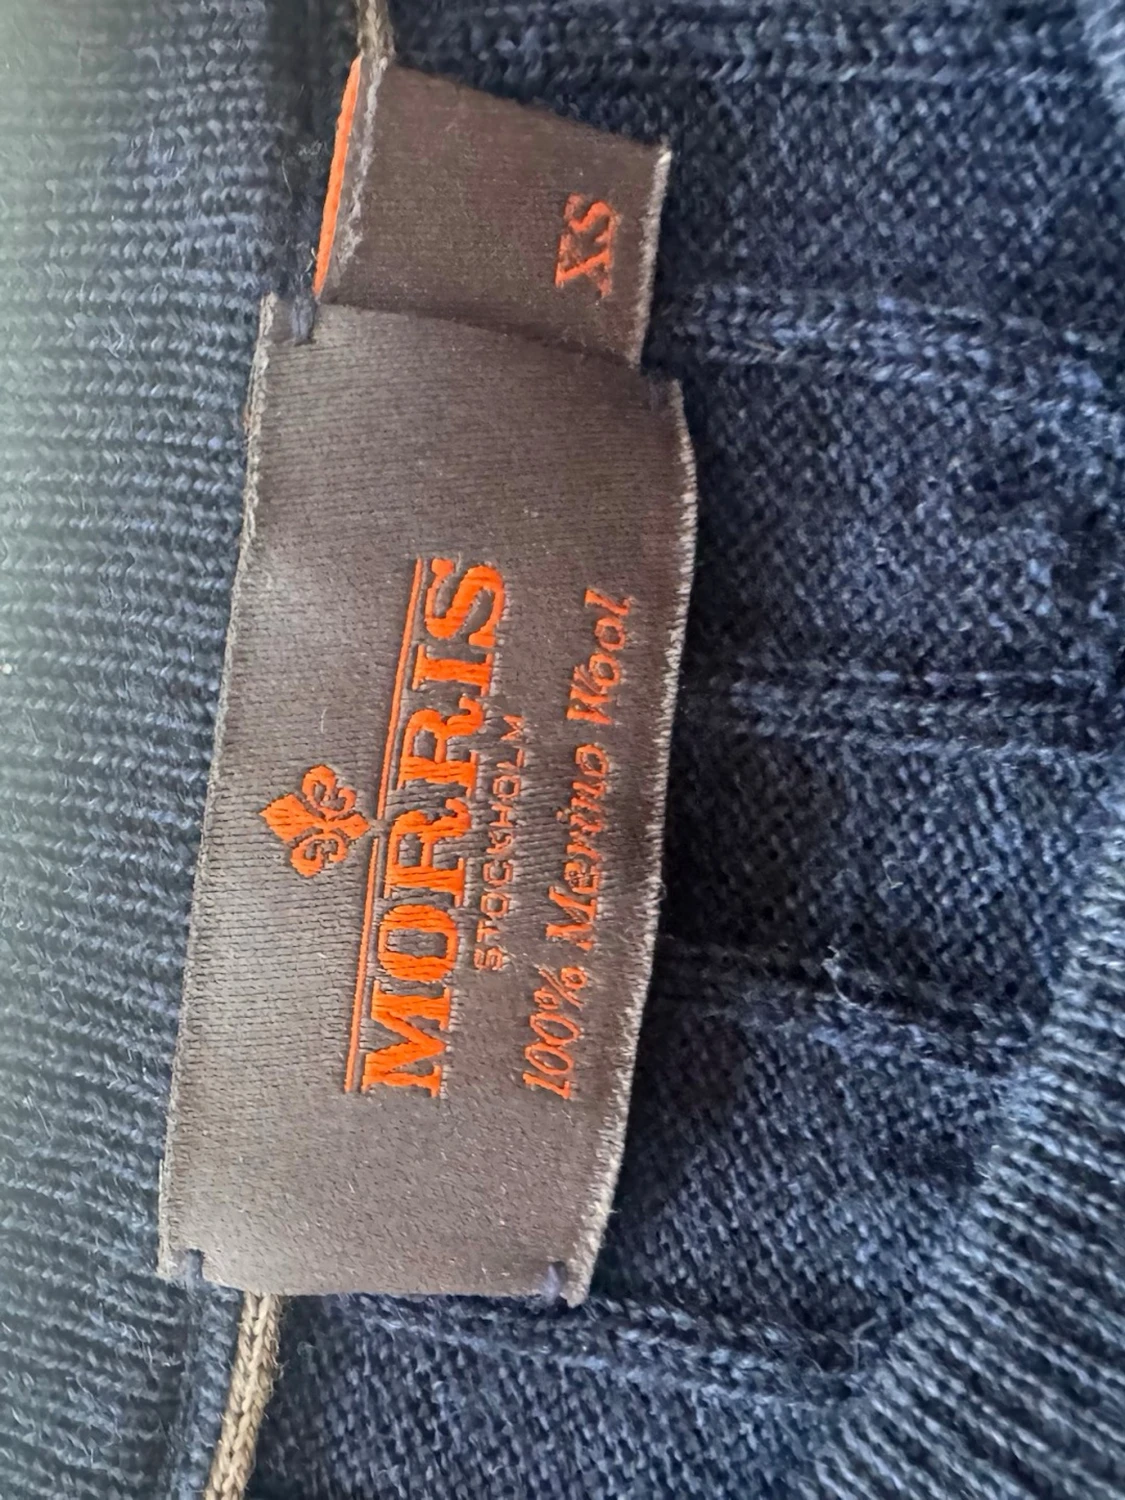 MORRIS
STOCKHOLM
100% Merino Wool
XS